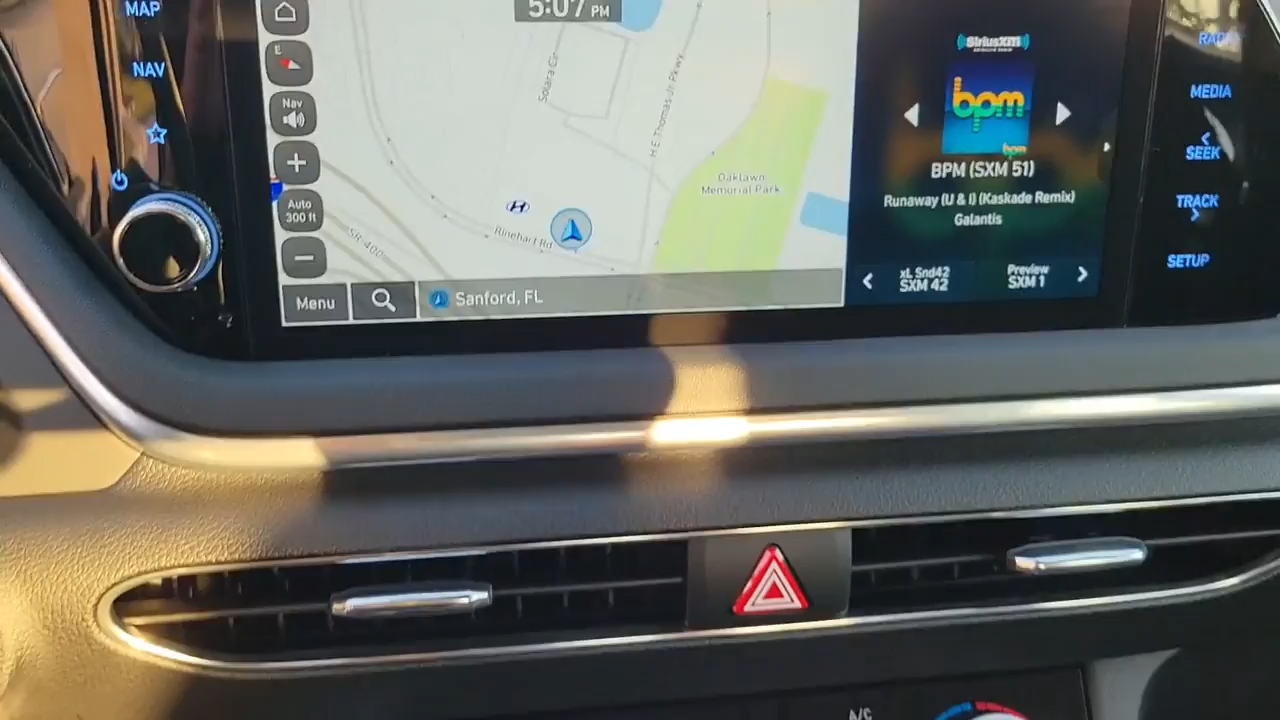 MAP
NAV
5:07 PM
E
Nav
Auto
300 ft
Solara Cir
H E Thomas Jr Pkwy
Oaklawn
Memorial Park
Rinehart Rd
SR-400
Menu
Sanford, FL
SiriusXM
bpm
bpm
BPM (SXM 51)
Runaway (U & I) (Kaskade Remix)
Galantis
xL Snd42
SXM 42
Preview
SXM 1
RADIO
MEDIA
SEEK
TRACK
SETUP
A/C